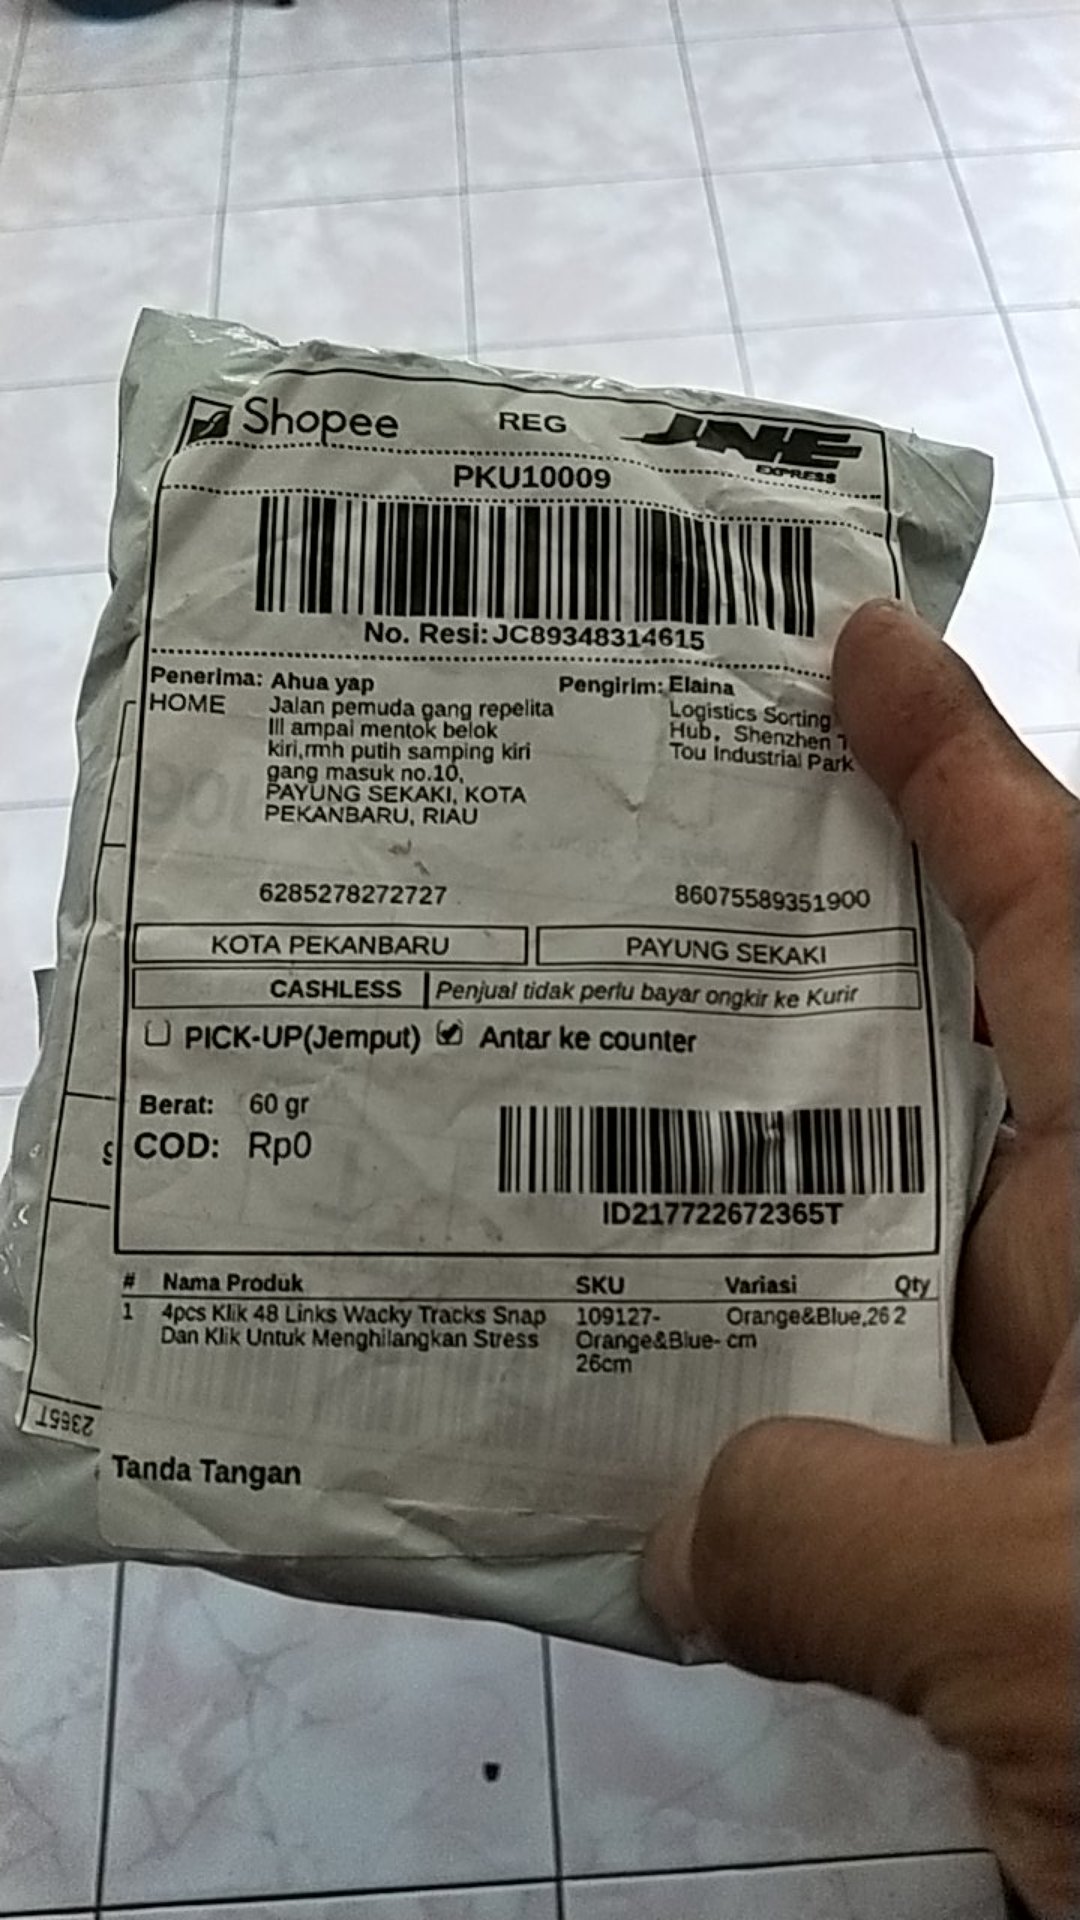 Shopee REG JNE EXPRESS
PKU10009
No. Resi: JC89348314615
Penerima: Ahua yap
HOME
Jalan pemuda gang repelita
III ampai mentok belok
kiri,rmh putih samping kiri
gang masuk no.10,
PAYUNG SEKAKI, KOTA
PEKANBARU, RIAU
6285278272727
Pengirim: Elaina
Logistics Sorting
Hub, Shenzhen
Tou Industrial Park
86075589351900
KOTA PEKANBARU
PAYUNG SEKAKI
CASHLESS
Penjual tidak perlu bayar ongkir ke Kurir
PICK-UP(Jemput) Antar ke counter
Berat: 60 gr
COD: Rp0
ID217722672365T
# Nama Produk SKU Variasi Qty
1 4pcs Klik 48 Links Wacky Tracks Snap 109127- Orange&Blue,26 2
Dan Klik Untuk Menghilangkan Stress Orange&Blue- cm
26cm
2365T
Tanda Tangan